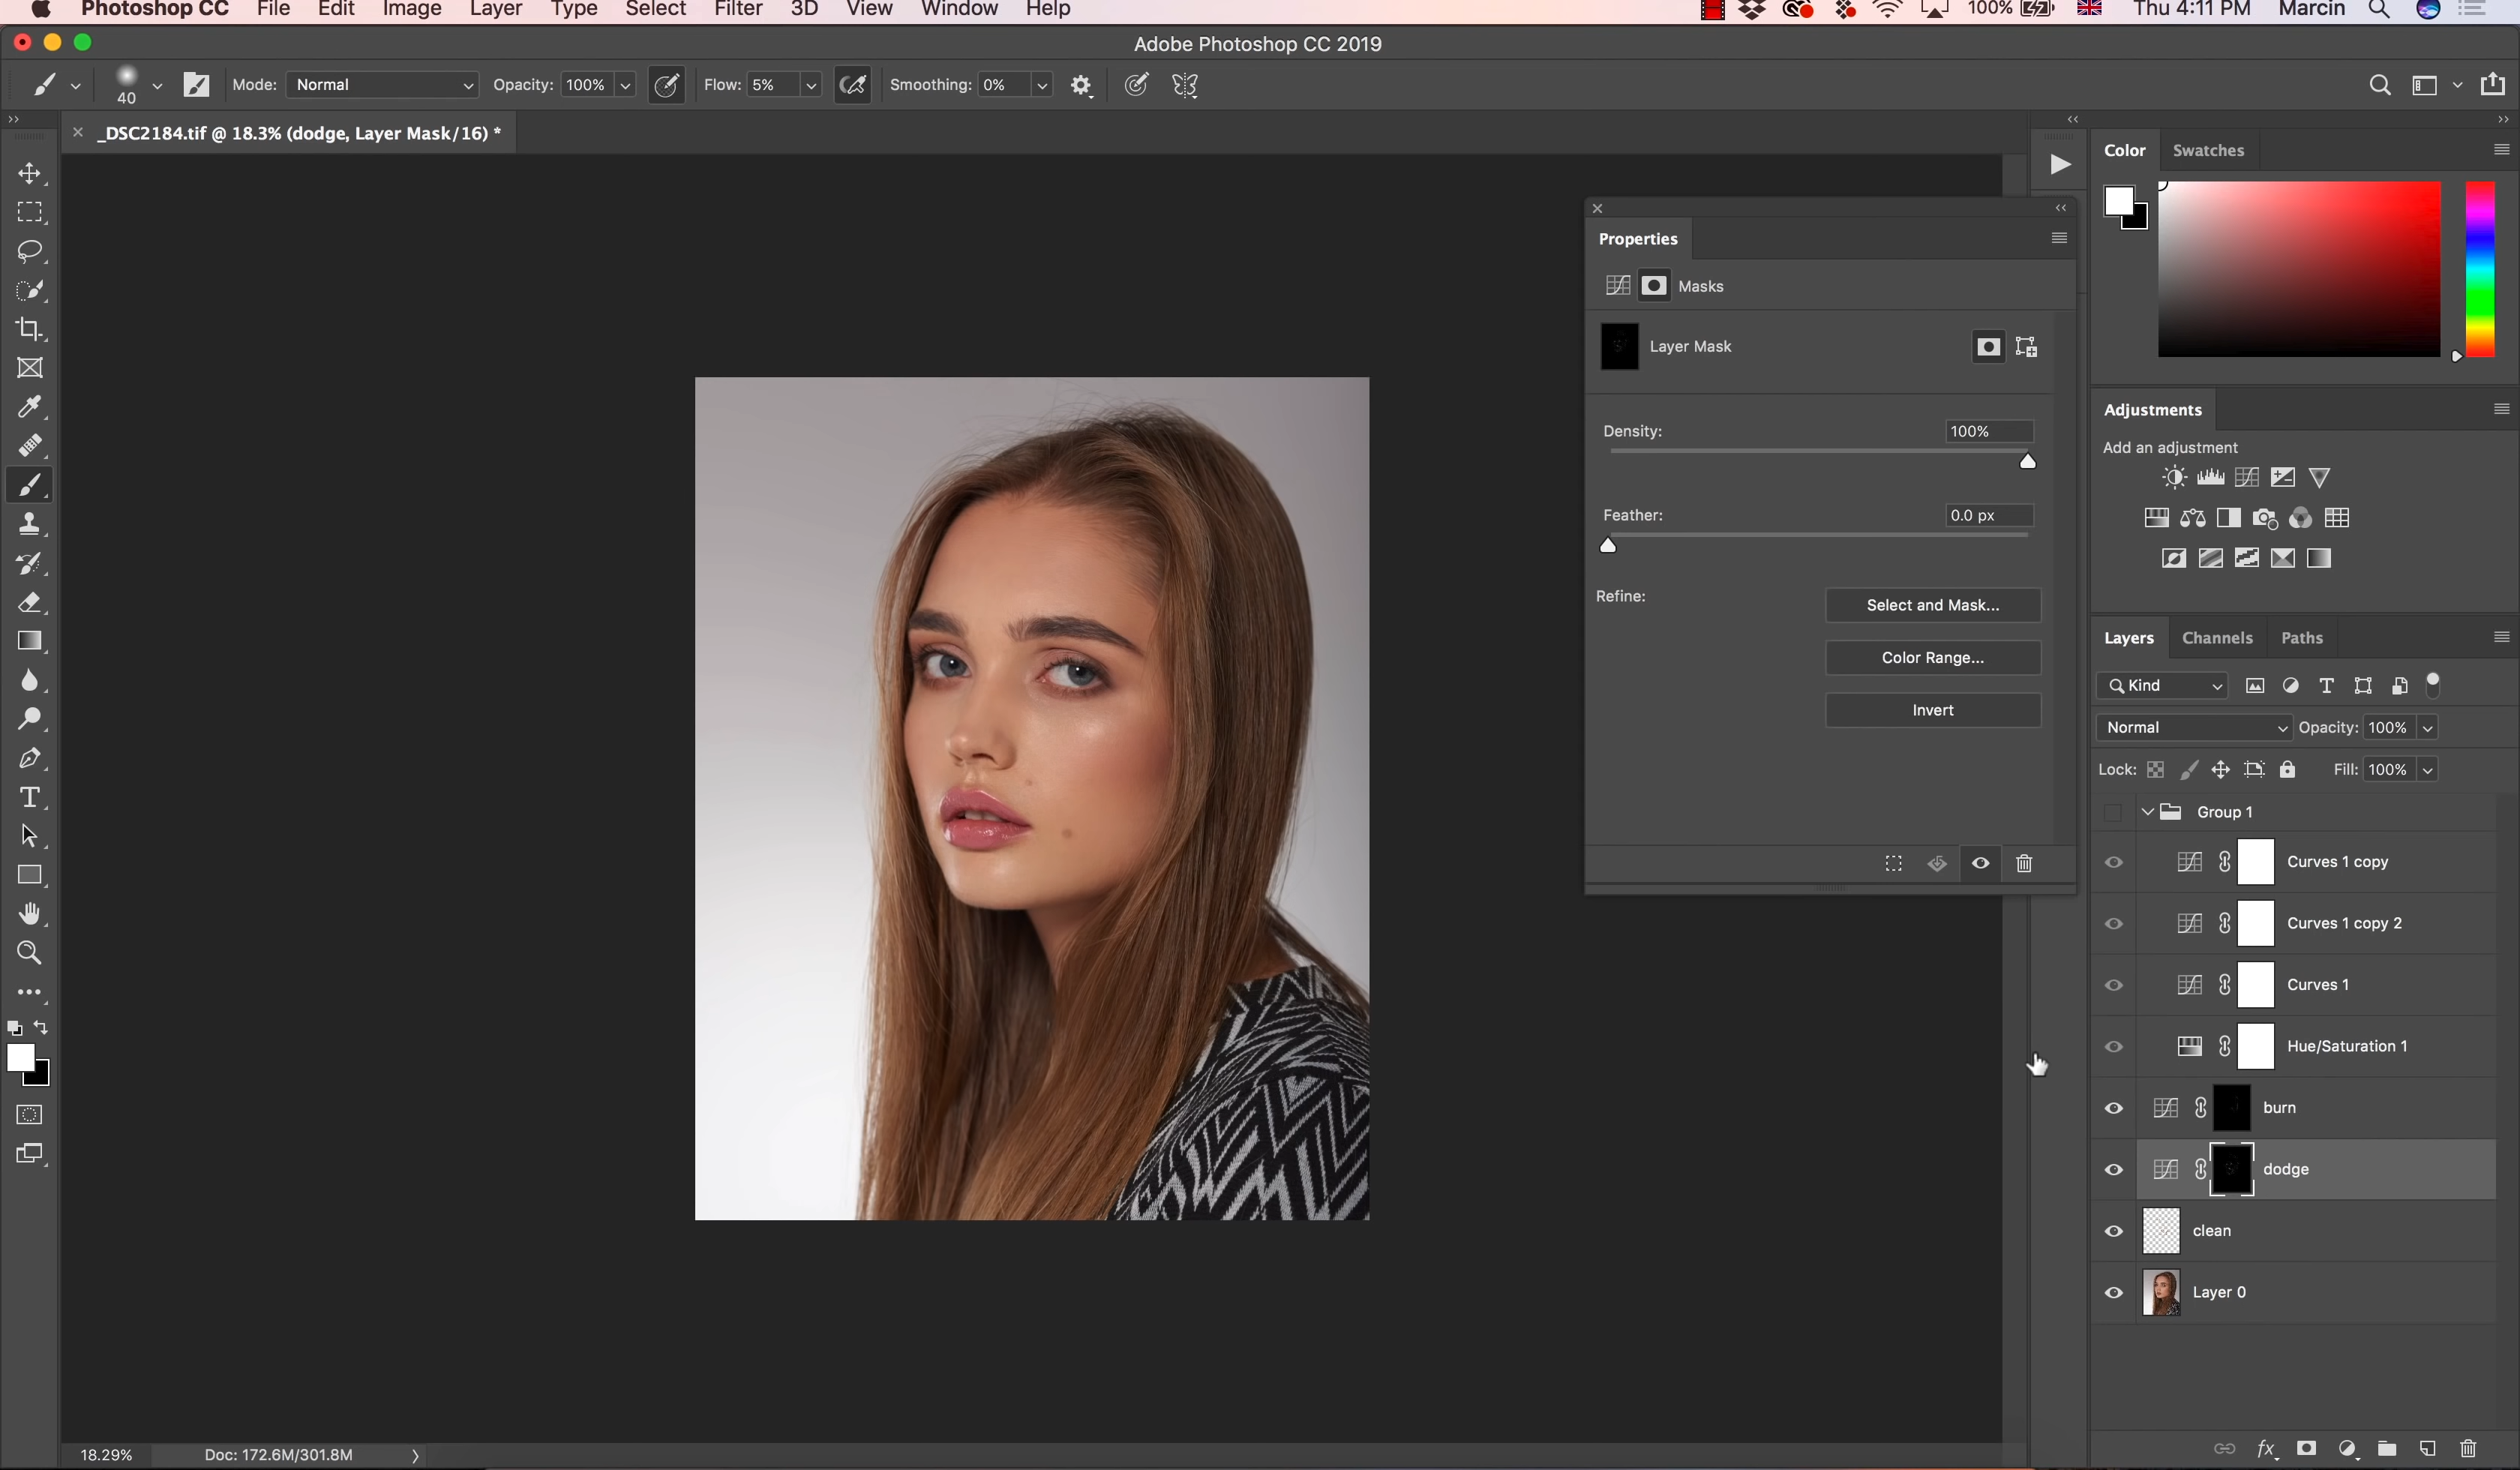 Photoshop CC File Edit Image Layer Type Select Filter 3D View Window Help 100% Thu 4:11 PM Marcin
Adobe Photoshop CC 2019
40 Mode: Normal Opacity: 100% Flow: 5% Smoothing: 0%
_DSC2184.tif @ 18.3% (dodge, Layer Mask/16) *
Color Swatches
Properties
Masks
Layer Mask
Density: 100%
Feather: 0.0 px
Refine:
Select and Mask...
Color Range...
Invert
Adjustments
Add an adjustment
Layers Channels Paths
Kind
Normal Opacity: 100%
Lock: Fill: 100%
Group 1
Curves 1 copy
Curves 1 copy 2
Curves 1
Hue/Saturation 1
burn
dodge
clean
Layer 0
18.29% Doc: 172.6M/301.8M